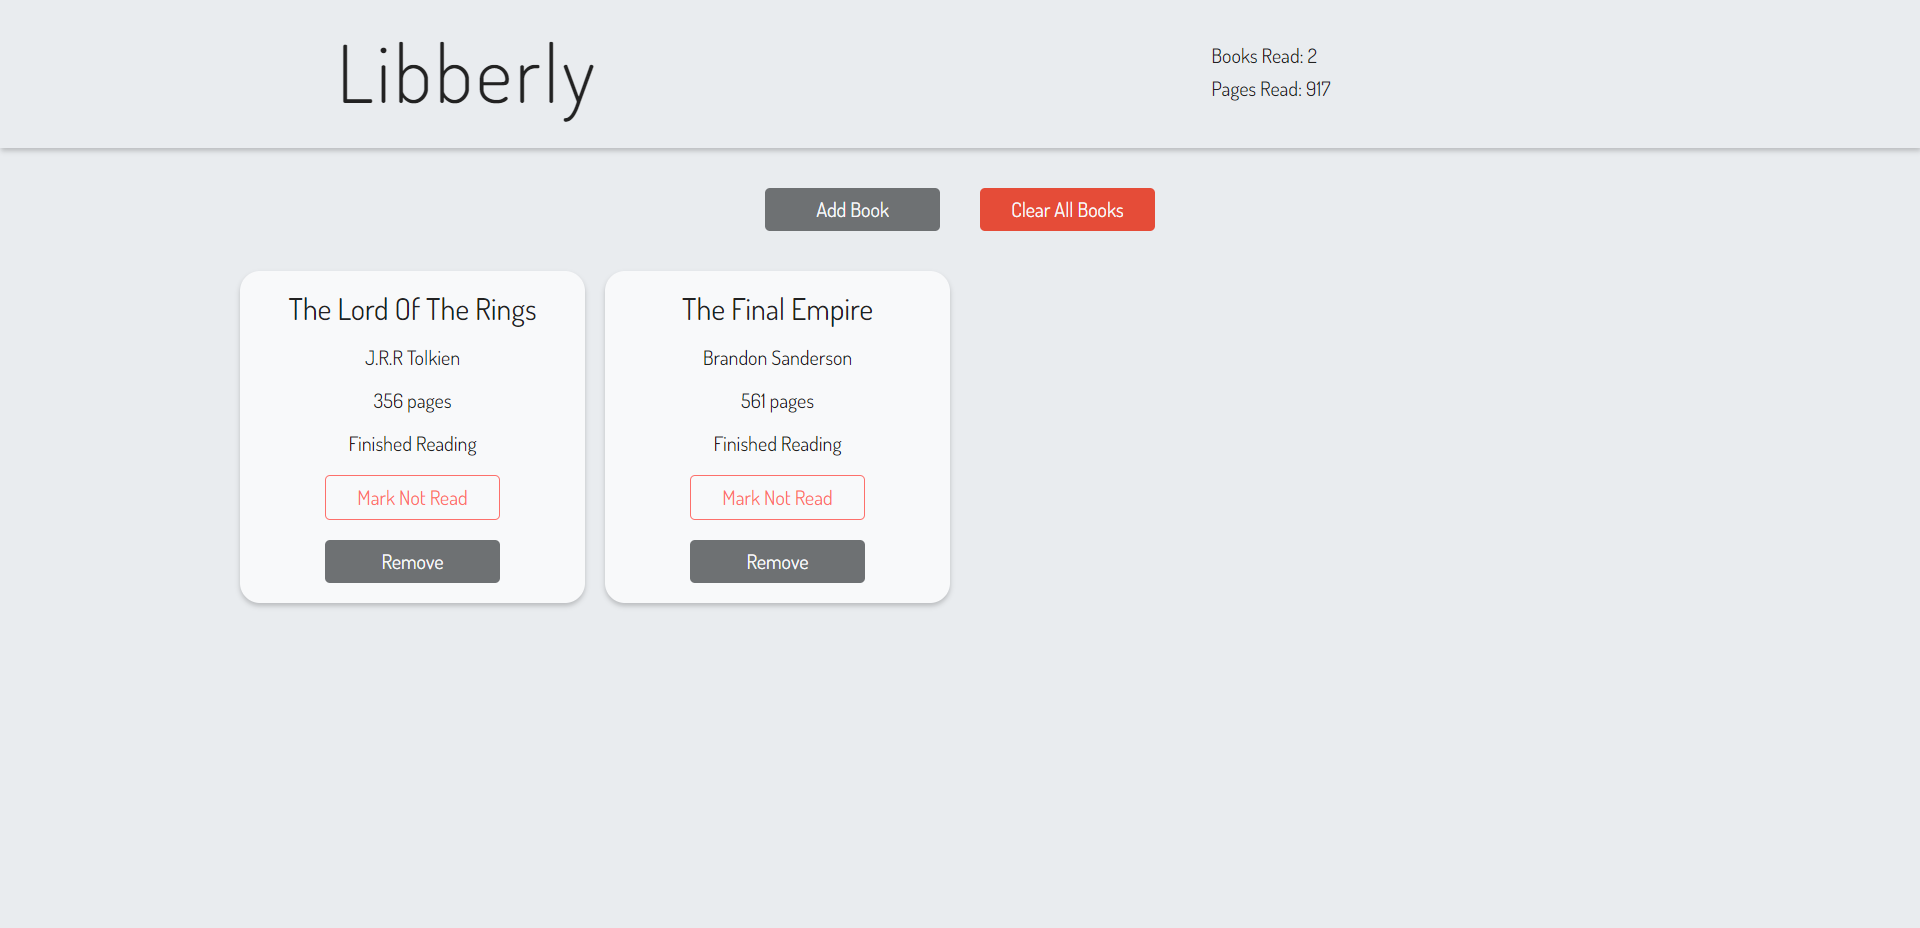 Libberly
Books Read: 2
Pages Read: 917
Add Book
Clear All Books
The Lord Of The Rings
J.R.R Tolkien
356 pages
Finished Reading
Mark Not Read
Remove
The Final Empire
Brandon Sanderson
561 pages
Finished Reading
Mark Not Read
Remove